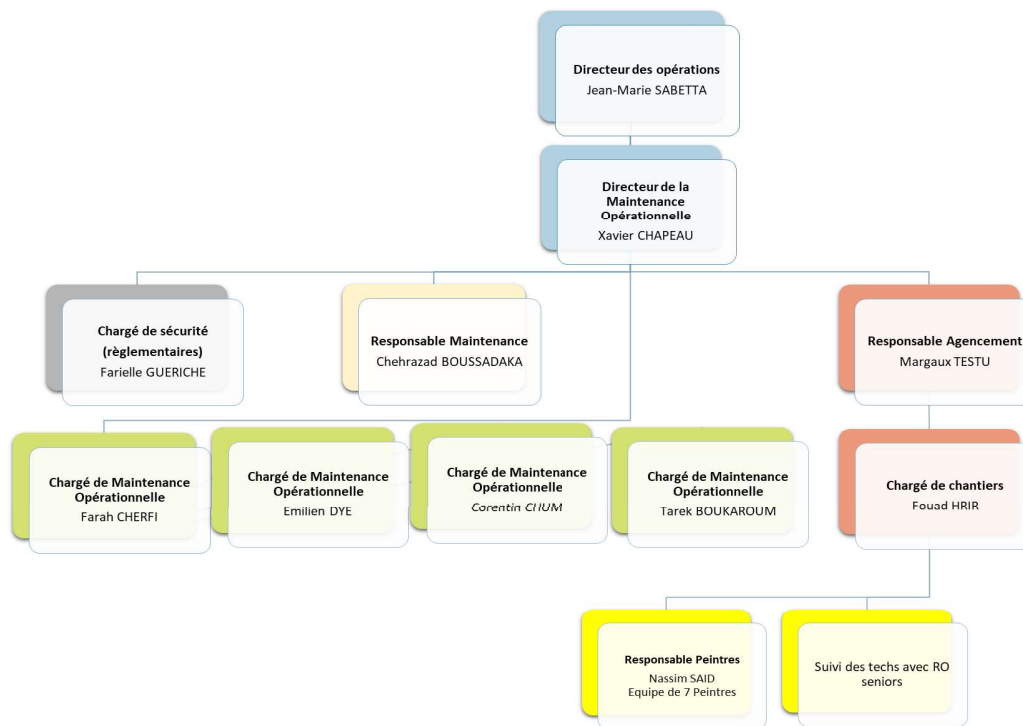 Directeur des opérations
Jean-Marie SABETTA
Directeur de la
Maintenance
Opérationnelle
Xavier CHAPEAU
Chargé de sécurité
(règlementaires)
Farielle GUERICHE
Responsable Maintenance
Chehrazad BOUSSADAKA
Responsable Agencement
Margaux TESTU
Chargé de Maintenance
Opérationnelle
Farah CHERFI
Chargé de Maintenance
Opérationnelle
Emilien DYE
Chargé de Maintenance
Opérationnelle
Corentin
Chargé de Maintenance
Opérationnelle
Tarek BOUKAROUM
Chargé de chantiers
Fouad
Responsable Peintres
Nassim SAID
Equipe de 7 Peintres
Suivi des techs avec RO
seniors